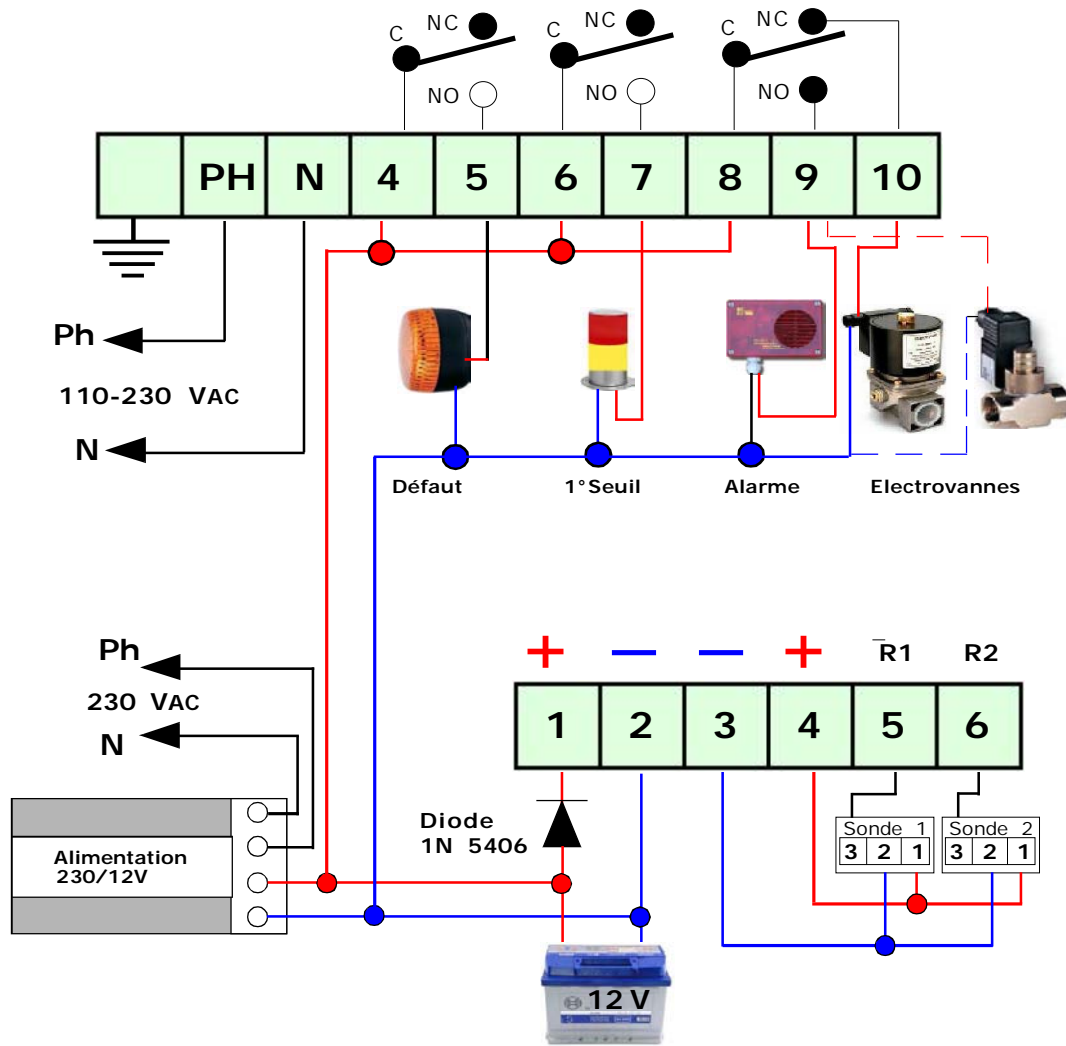 C NC C NC C NC
NO NO NO
PH N 4 5 6 7 8 9 10
Ph
110-230 VAC
N
Défaut 1°Seuil Alarme Electrovannes
Ph
230 VAC
N
+ — — + R1 R2
1 2 3 4 5 6
Diode
1N 5406
Sonde 1 Sonde 2
3 2 1 3 2 1
Alimentation
230/12V
12 V